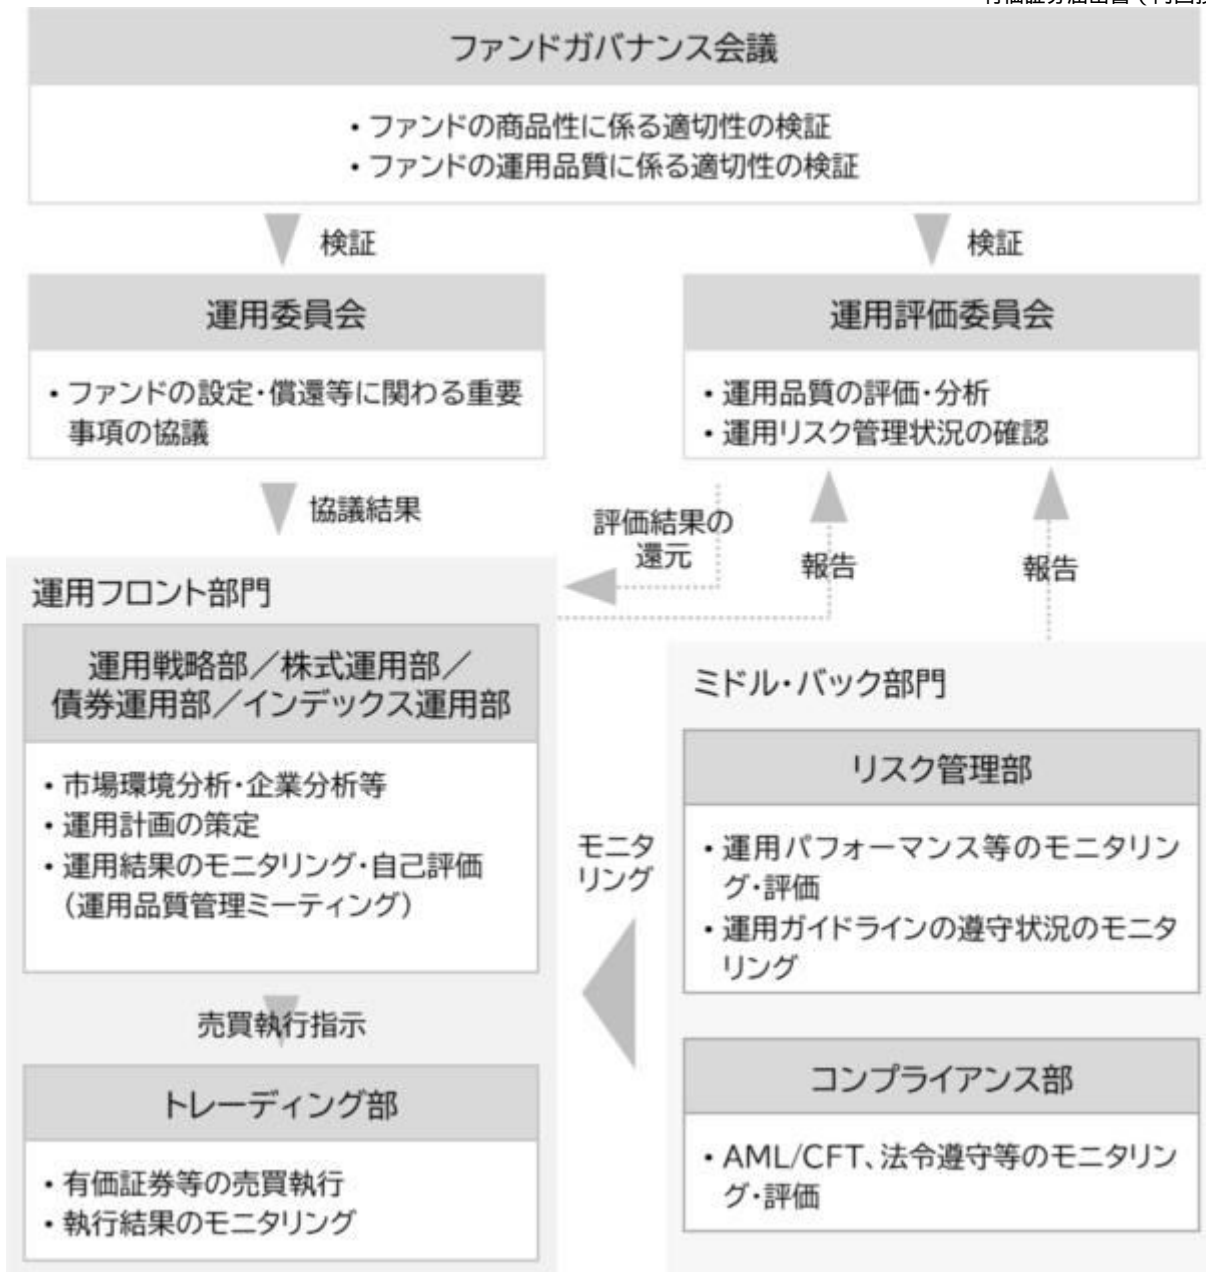 ファンドガバナンス会議
・ファンドの商品性に係る適切性の検証
・ファンドの運用品質に係る適切性の検証
検証
検証
運用委員会
・ファンドの設定・償還等に関わる重要
事項の協議
運用評価委員会
・運用品質の評価・分析
・運用リスク管理状況の確認
協議結果
評価結果の
還元
報告
報告
運用フロント部門
運用戦略部／株式運用部／
債券運用部／インデックス運用部
・市場環境分析・企業分析等
・運用計画の策定
・運用結果のモニタリング・自己評価
（運用品質管理ミーティング）
売買執行指示
トレーディング部
・有価証券等の売買執行
・執行結果のモニタリング
モニタ
リング
ミドル・バック部門
リスク管理部
・運用パフォーマンス等のモニタリン
グ・評価
・運用ガイドラインの遵守状況のモニタ
リング
コンプライアンス部
・AML/CFT、法令遵守等のモニタリン
グ・評価